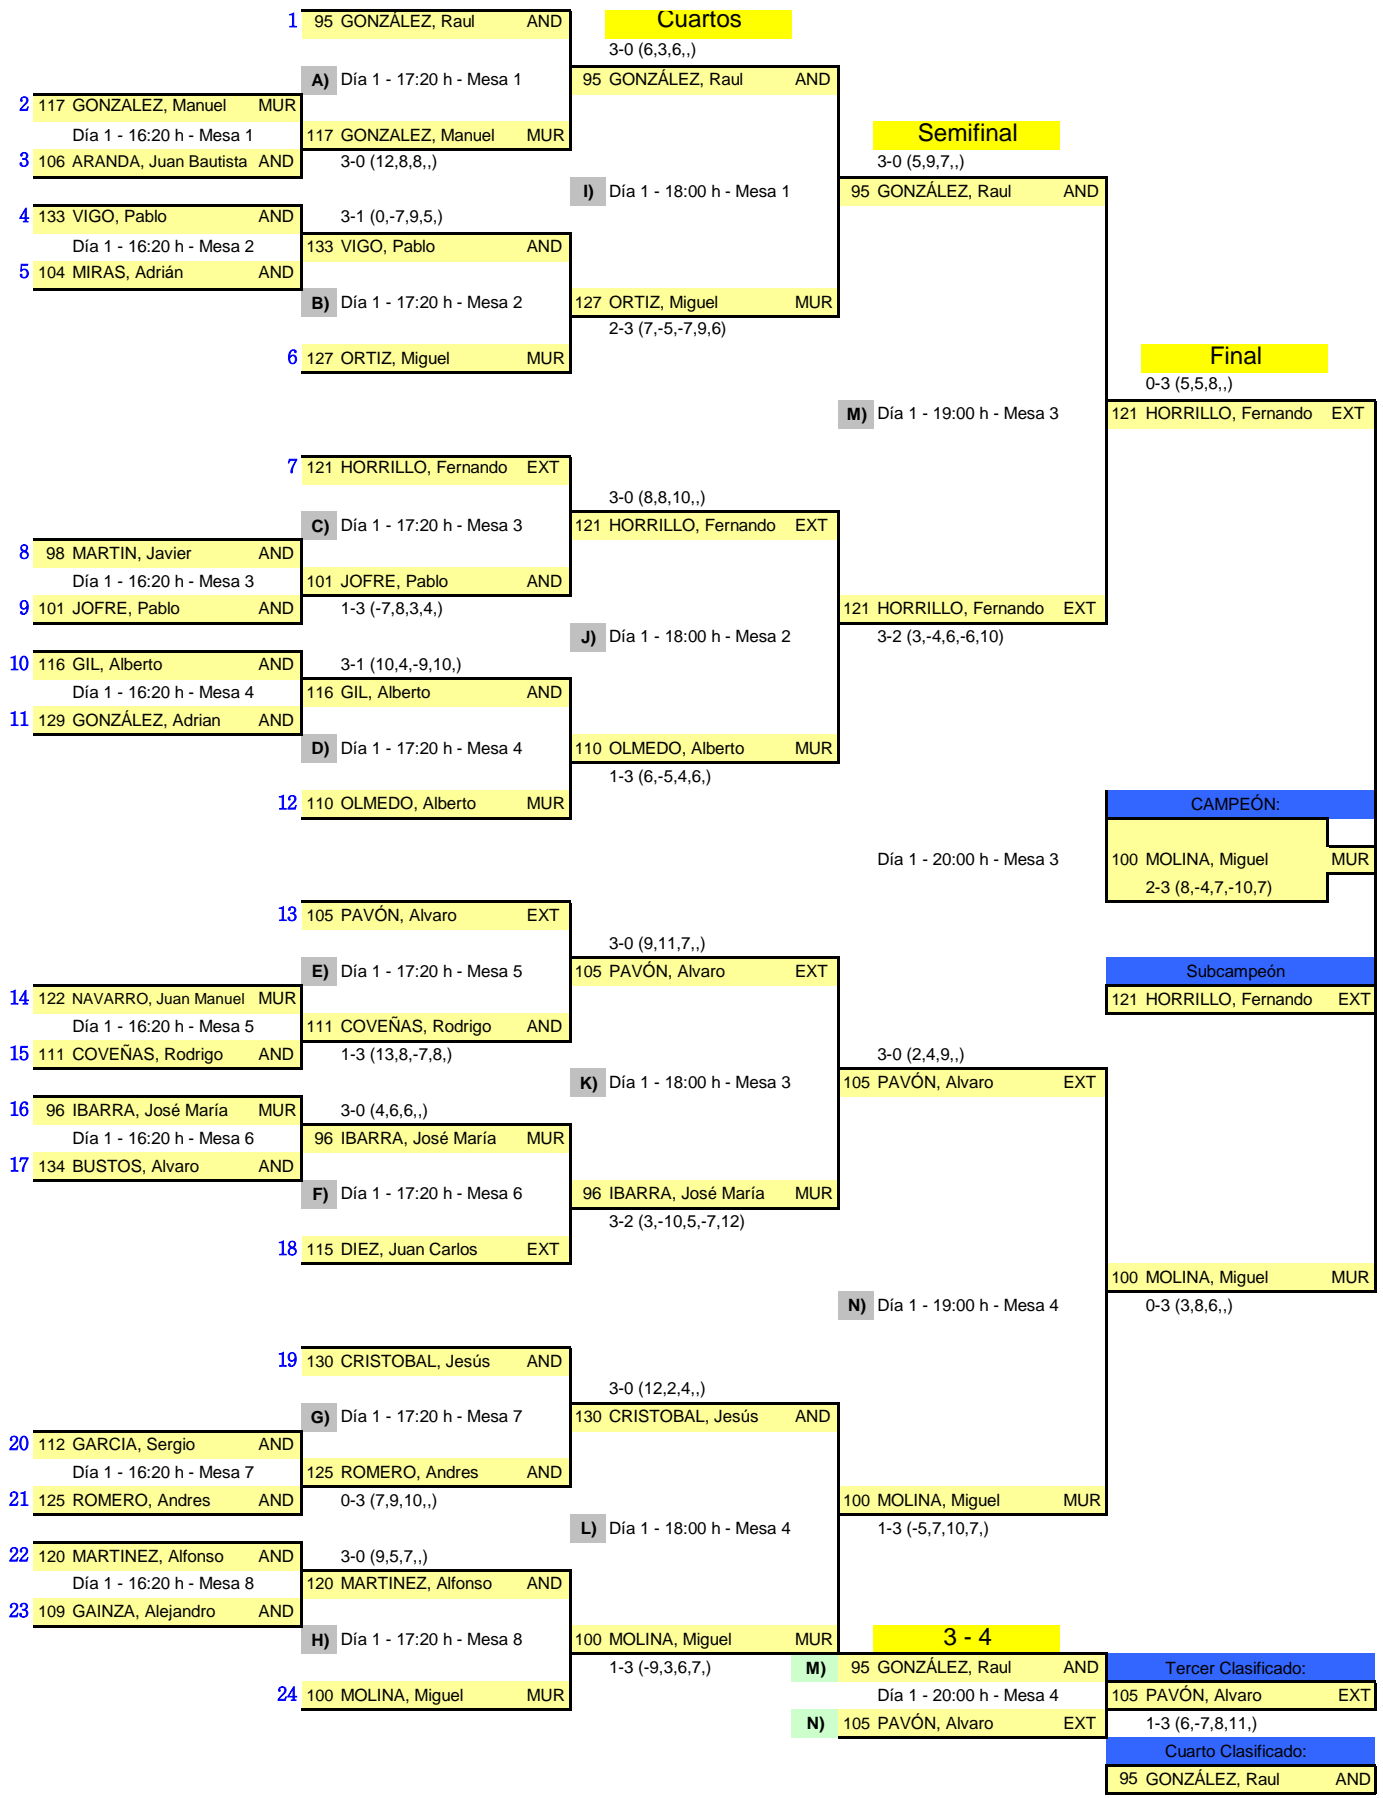 1 95 GONZÁLEZ, Raul AND Cuartos
3-0 (6,3,6,,)
A) Día 1 - 17:20 h - Mesa 1 95 GONZÁLEZ, Raul AND
2 117 GONZALEZ, Manuel MUR
Día 1 - 16:20 h - Mesa 1 117 GONZALEZ, Manuel MUR Semifinal
3 106 ARANDA, Juan Bautista AND 3-0 (12,8,8,,) 3-0 (5,9,7,,)
I) Día 1 - 18:00 h - Mesa 1 95 GONZÁLEZ, Raul AND
4 133 VIGO, Pablo AND 3-1 (0,-7,9,5,)
Día 1 - 16:20 h - Mesa 2 133 VIGO, Pablo AND
5 104 MIRAS, Adrián AND
B) Día 1 - 17:20 h - Mesa 2 127 ORTIZ, Miguel MUR
2-3 (7,-5,-7,9,6)
6 127 ORTIZ, Miguel MUR Final
0-3 (5,5,8,,)
M) Día 1 - 19:00 h - Mesa 3 121 HORRILLO, Fernando EXT
7 121 HORRILLO, Fernando EXT
3-0 (8,8,10,,)
C) Día 1 - 17:20 h - Mesa 3 121 HORRILLO, Fernando EXT
8 98 MARTIN, Javier AND
Día 1 - 16:20 h - Mesa 3 101 JOFRE, Pablo AND
9 101 JOFRE, Pablo AND 1-3 (-7,8,3,4,) 121 HORRILLO, Fernando EXT
J) Día 1 - 18:00 h - Mesa 2 3-2 (3,-4,6,-6,10)
10 116 GIL, Alberto AND 3-1 (10,4,-9,10,)
Día 1 - 16:20 h - Mesa 4 116 GIL, Alberto AND
11 129 GONZÁLEZ, Adrian AND
D) Día 1 - 17:20 h - Mesa 4 110 OLMEDO, Alberto MUR
1-3 (6,-5,4,6,)
12 110 OLMEDO, Alberto MUR CAMPEÓN:
Día 1 - 20:00 h - Mesa 3 100 MOLINA, Miguel MUR
2-3 (8,-4,7,-10,7)
13 105 PAVÓN, Alvaro EXT
3-0 (9,11,7,,)
E) Día 1 - 17:20 h - Mesa 5 105 PAVÓN, Alvaro EXT Subcampeón
14 122 NAVARRO, Juan Manuel MUR 121 HORRILLO, Fernando EXT
Día 1 - 16:20 h - Mesa 5 111 COVEÑAS, Rodrigo AND
15 111 COVEÑAS, Rodrigo AND 1-3 (13,8,-7,8,) 3-0 (2,4,9,,)
K) Día 1 - 18:00 h - Mesa 3 105 PAVÓN, Alvaro EXT
16 96 IBARRA, José María MUR 3-0 (4,6,6,,)
Día 1 - 16:20 h - Mesa 6 96 IBARRA, José María MUR
17 134 BUSTOS, Alvaro AND
F) Día 1 - 17:20 h - Mesa 6 96 IBARRA, José María MUR
3-2 (3,-10,5,-7,12)
18 115 DIEZ, Juan Carlos EXT
100 MOLINA, Miguel MUR
N) Día 1 - 19:00 h - Mesa 4 0-3 (3,8,6,,)
19 130 CRISTOBAL, Jesús AND
3-0 (12,2,4,,)
G) Día 1 - 17:20 h - Mesa 7 130 CRISTOBAL, Jesús AND
20 112 GARCIA, Sergio AND
Día 1 - 16:20 h - Mesa 7 125 ROMERO, Andres AND
21 125 ROMERO, Andres AND 0-3 (7,9,10,,) 100 MOLINA, Miguel MUR
L) Día 1 - 18:00 h - Mesa 4 1-3 (-5,7,10,7,)
22 120 MARTINEZ, Alfonso AND 3-0 (9,5,7,,)
Día 1 - 16:20 h - Mesa 8 120 MARTINEZ, Alfonso AND
23 109 GAINZA, Alejandro AND
H) Día 1 - 17:20 h - Mesa 8 100 MOLINA, Miguel MUR 3 - 4
1-3 (-9,3,6,7,) M) 95 GONZÁLEZ, Raul AND Tercer Clasificado:
24 100 MOLINA, Miguel MUR Día 1 - 20:00 h - Mesa 4 105 PAVÓN, Alvaro EXT
N) 105 PAVÓN, Alvaro EXT 1-3 (6,-7,8,11,)
Cuarto Clasificado:
95 GONZÁLEZ, Raul AND